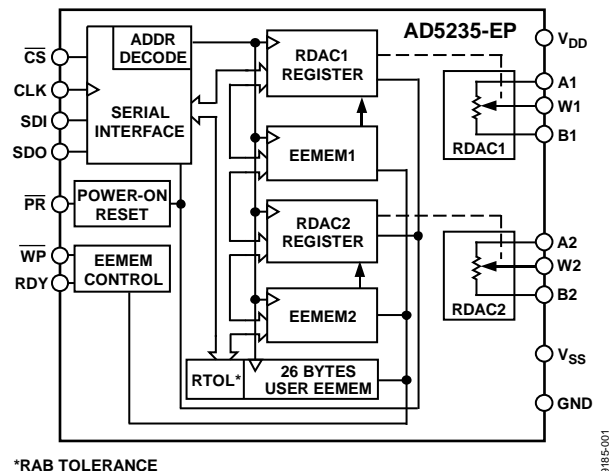 AD5235-EP
CS
CLK
SDI
SDO
PR
WP
RDY
ADDR
DECODE
SERIAL
INTERFACE
POWER-ON
RESET
EEMEM
CONTROL
RDAC1
REGISTER
EEMEM1
RDAC2
REGISTER
EEMEM2
RTOL*
26 BYTES
USER EEMEM
RDAC1
RDAC2
VDD
A1
W1
B1
A2
W2
B2
VSS
GND
*RAB TOLERANCE